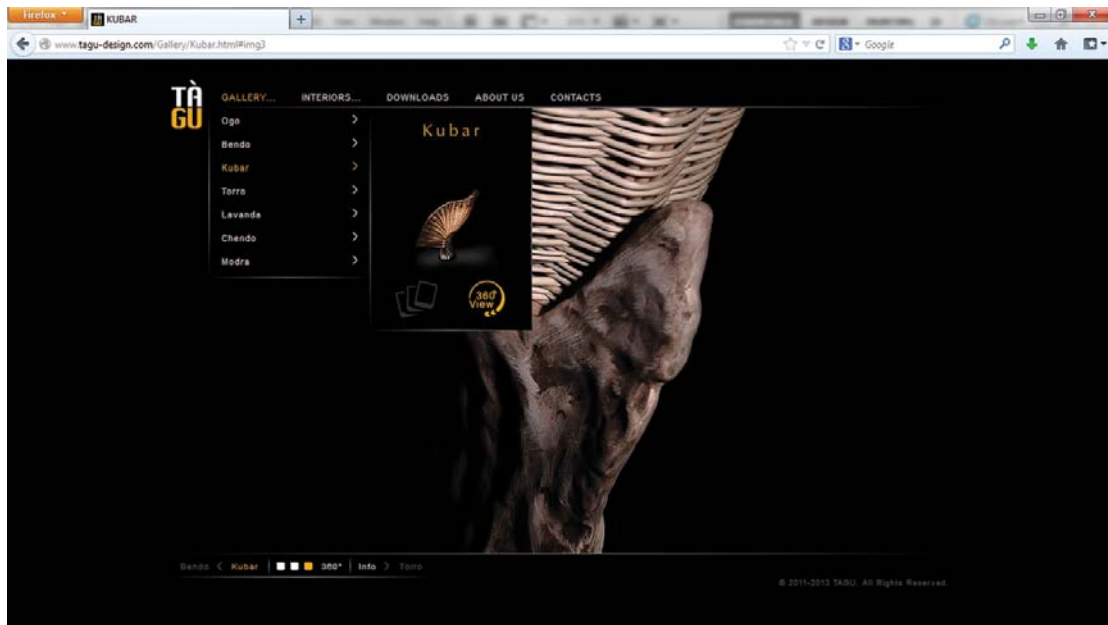 Firefox
KUBAR
www.tagu-design.com/Gallery/Kubar.html#img3
Google
TÀ
GU
GALLERY...
INTERIORS...
DOWNLOADS
ABOUT US
CONTACTS
Ogo
Bendo
Kubar
Torro
Lavanda
Chendo
Modra
Kubar
360°
View
Bendo < Kubar 360° Info > Torro
© 2011-2013 TAGU. All Rights Reserved.